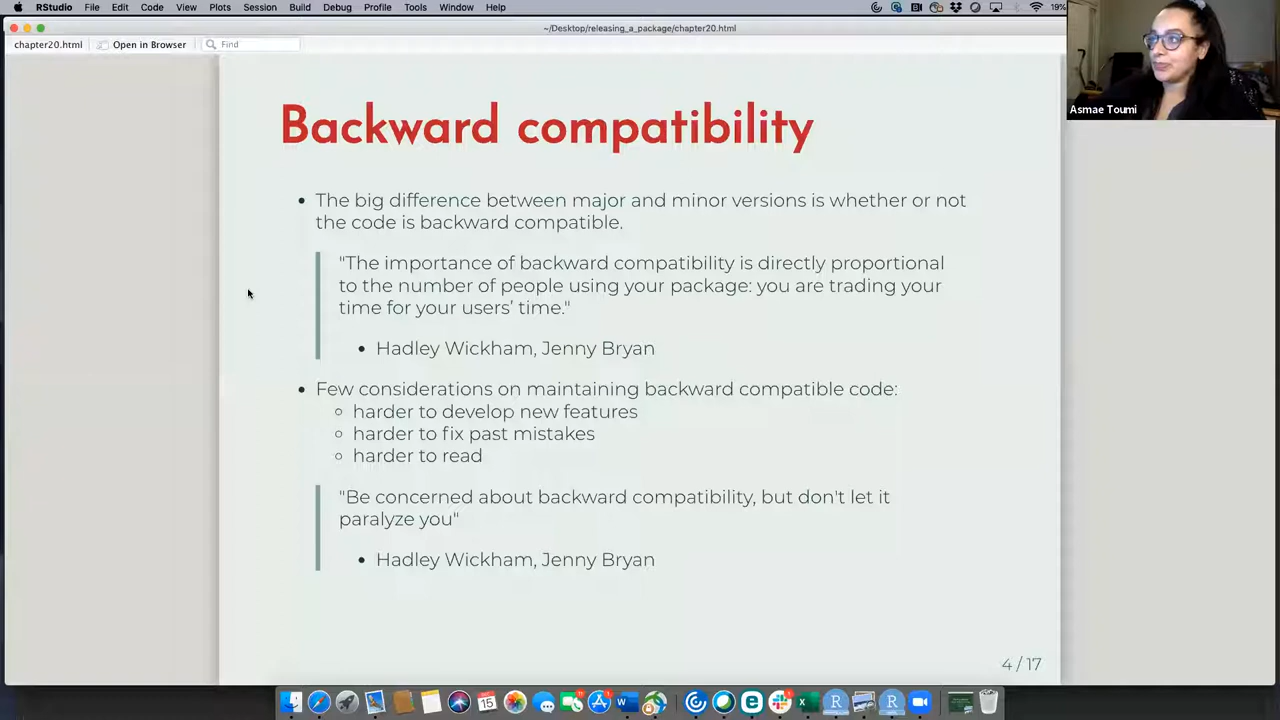 RStudio File Edit Code View Plots Session Build Debug Profile Tools Window Help 19%
~/Desktop/releasing_a_package/chapter20.html
chapter20.html Open in Browser Find
Asmae Toumi
Backward compatibility
• The big difference between major and minor versions is whether or not
the code is backward compatible.
"The importance of backward compatibility is directly proportional
to the number of people using your package: you are trading your
time for your users’ time."
• Hadley Wickham, Jenny Bryan
• Few considerations on maintaining backward compatible code:
◦ harder to develop new features
◦ harder to fix past mistakes
◦ harder to read
"Be concerned about backward compatibility, but don't let it
paralyze you"
• Hadley Wickham, Jenny Bryan
4 / 17
15
W
X
R
R